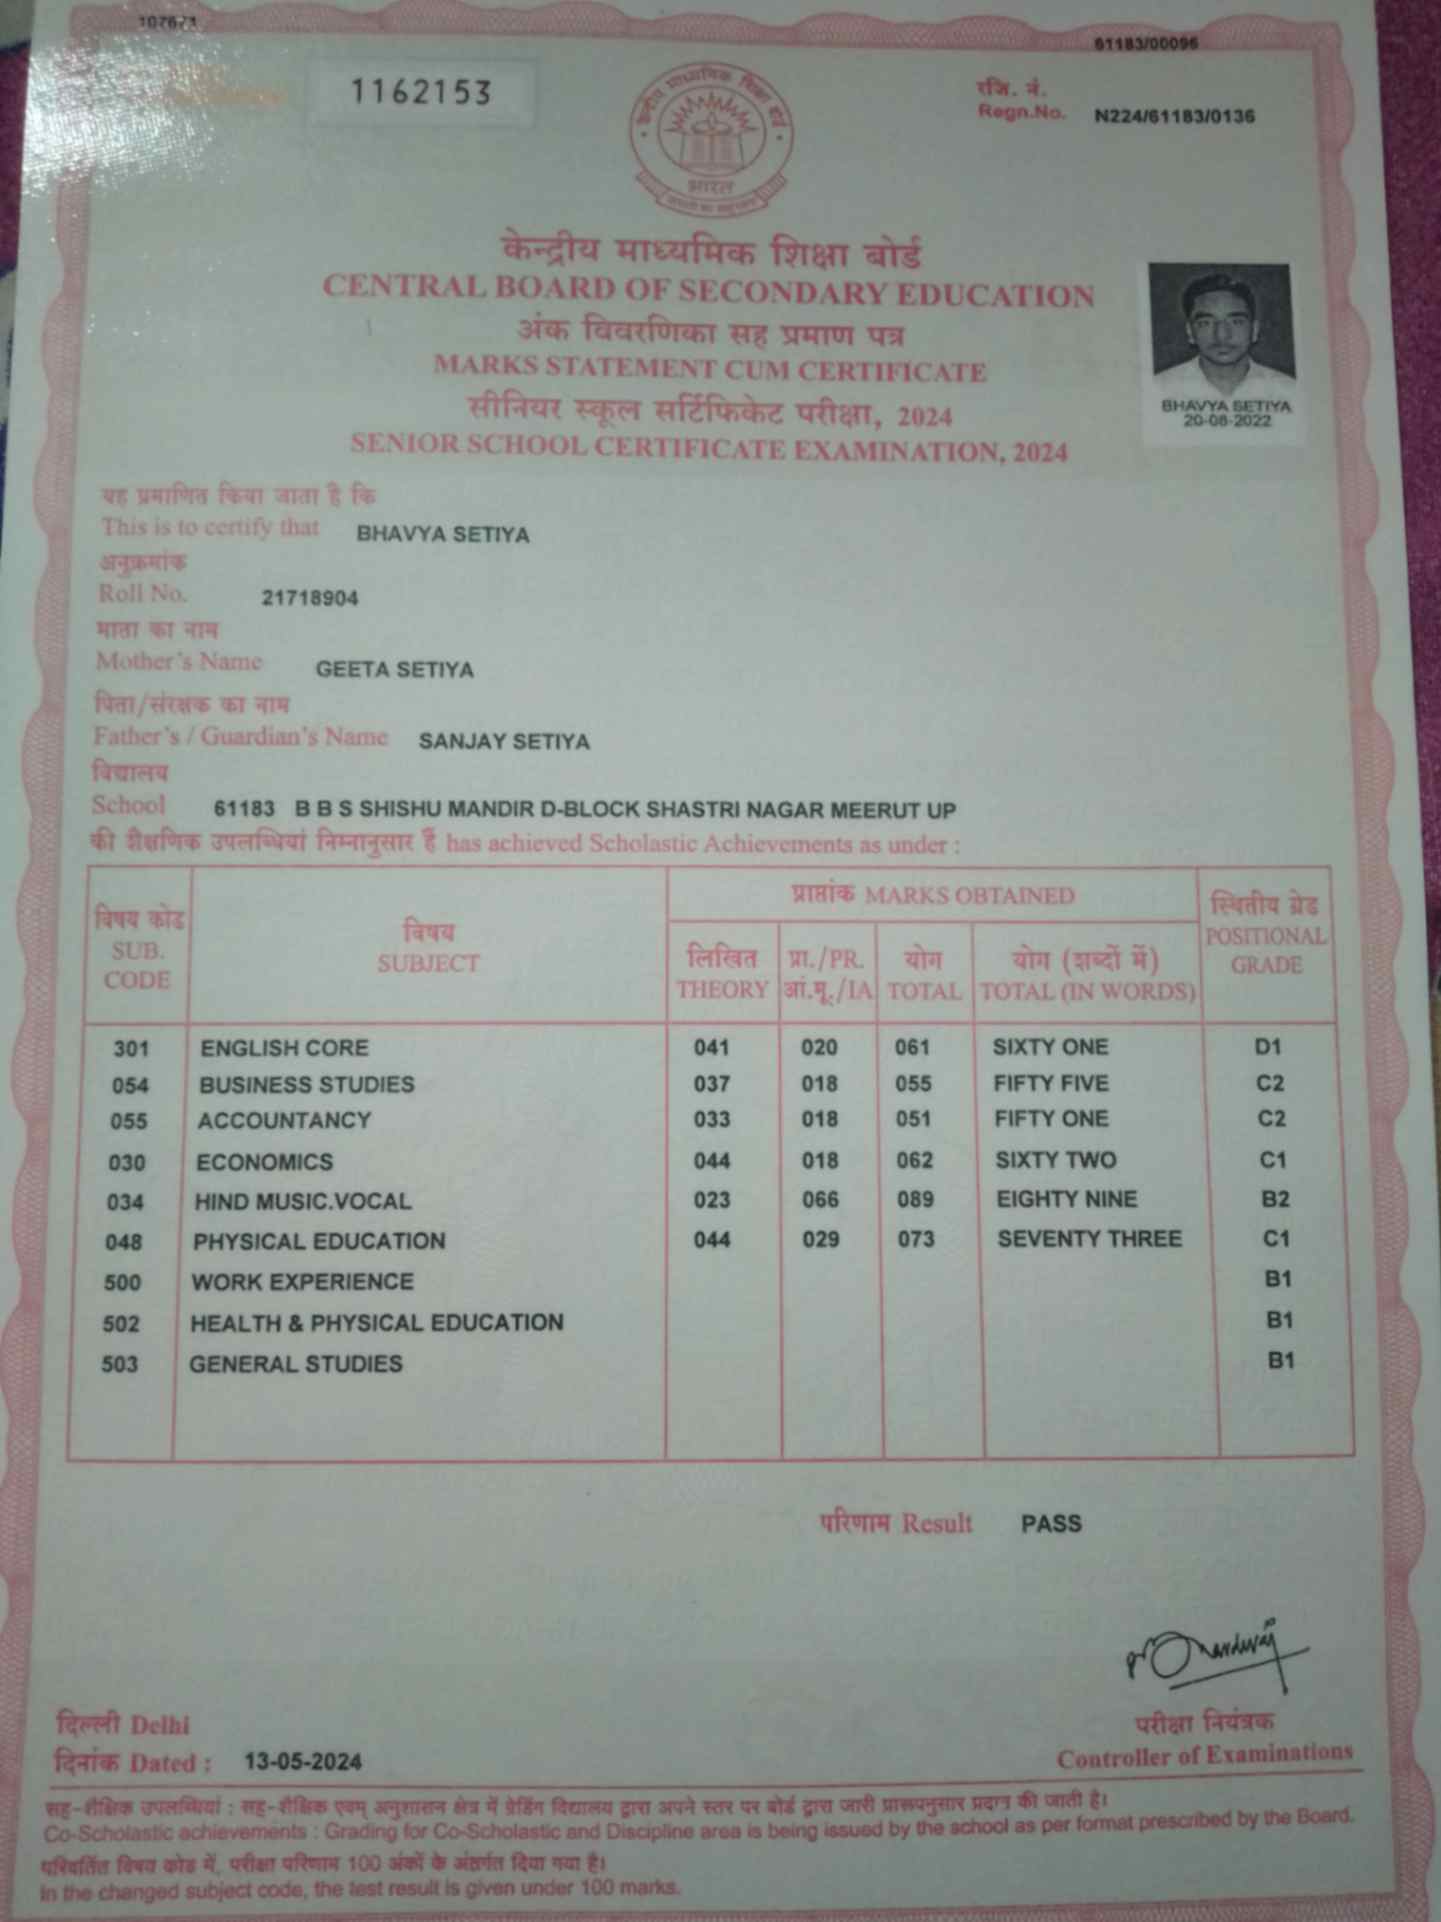 107671
61183/00096
1162153
रजि. नं.
Regn.No. N224/61183/0136
केन्द्रीय माध्यमिक शिक्षा बोर्ड
भारत
केन्द्रीय माध्यमिक शिक्षा बोर्ड
CENTRAL BOARD OF SECONDARY EDUCATION
अंक विवरणिका सह प्रमाण पत्र
MARKS STATEMENT CUM CERTIFICATE
सीनियर स्कूल सर्टिफिकेट परीक्षा, 2024
SENIOR SCHOOL CERTIFICATE EXAMINATION, 2024
BHAVYA SETIYA
20-08-2022
यह प्रमाणित किया जाता है कि
This is to certify that BHAVYA SETIYA
अनुक्रमांक
Roll No. 21718904
माता का नाम
Mother's Name GEETA SETIYA
पिता/संरक्षक का नाम
Father's / Guardian's Name SANJAY SETIYA
विद्यालय
School 61183 B B S SHISHU MANDIR D-BLOCK SHASTRI NAGAR MEERUT UP
की शैक्षणिक उपलब्धियां निम्नानुसार हैं has achieved Scholastic Achievements as under :
विषय कोड SUB. CODE
विषय SUBJECT
प्राप्तांक MARKS OBTAINED
लिखित THEORY
प्रा./PR. आं.मू./IA
योग TOTAL
योग (शब्दों में) TOTAL (IN WORDS)
स्थितीय ग्रेड POSITIONAL GRADE
301 ENGLISH CORE 041 020 061 SIXTY ONE D1
054 BUSINESS STUDIES 037 018 055 FIFTY FIVE C2
055 ACCOUNTANCY 033 018 051 FIFTY ONE C2
030 ECONOMICS 044 018 062 SIXTY TWO C1
034 HIND MUSIC.VOCAL 023 066 089 EIGHTY NINE B2
048 PHYSICAL EDUCATION 044 029 073 SEVENTY THREE C1
500 WORK EXPERIENCE B1
502 HEALTH & PHYSICAL EDUCATION B1
503 GENERAL STUDIES B1
परिणाम Result PASS
दिल्ली Delhi
दिनांक Dated : 13-05-2024
परीक्षा नियंत्रक
Controller of Examinations
सह-शैक्षिक उपलब्धियां : सह-शैक्षिक एवम् अनुशासन क्षेत्र में ग्रेडिंग विद्यालय द्वारा अपने स्तर पर बोर्ड द्वारा जारी प्रारूपनुसार प्रदान की जाती है।
Co-Scholastic achievements : Grading for Co-Scholastic and Discipline area is being issued by the school as per format prescribed by the Board.
परिवर्तित विषय कोड में, परीक्षा परिणाम 100 अंकों के अंतर्गत दिया गया है।
In the changed subject code, the test result is given under 100 marks.